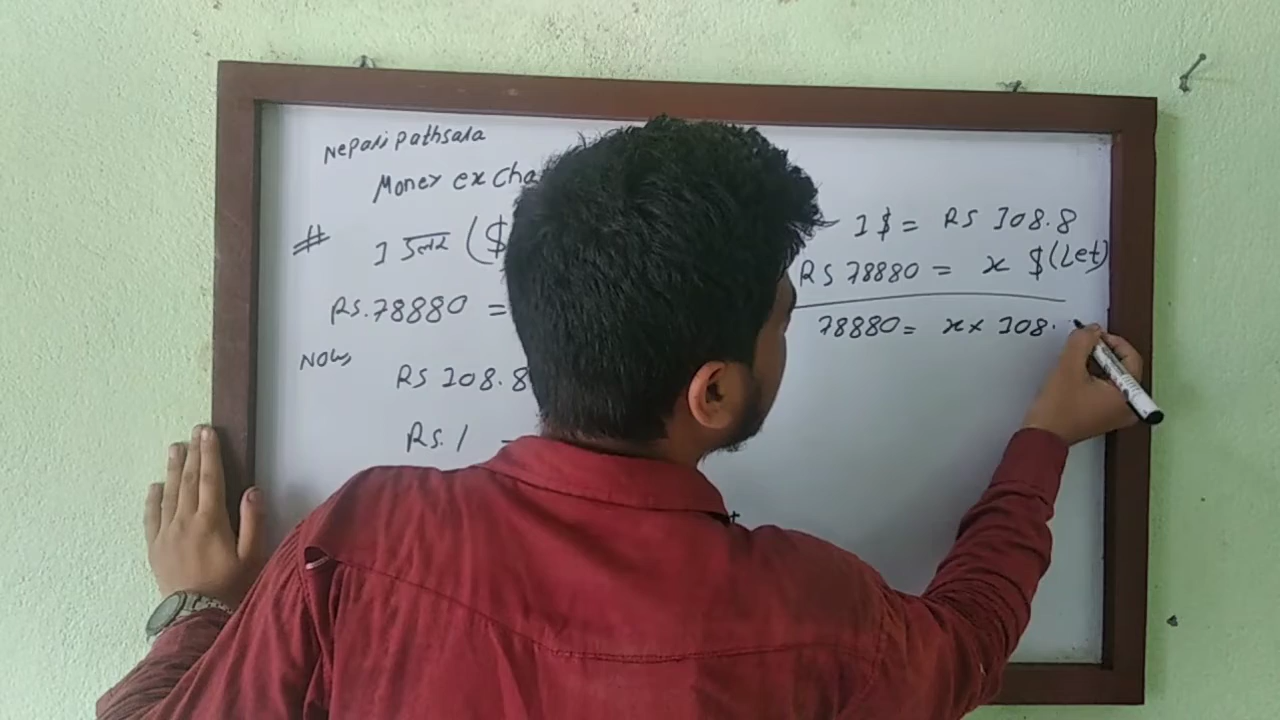 Nepali pathsala
Money excha
# 1 डलर ($
Rs.78880 =
Now,
RS 108.8
Rs. 1 =
1 $ = RS 108.8
RS 78880 = x $(Let)
78880 = x × 108.